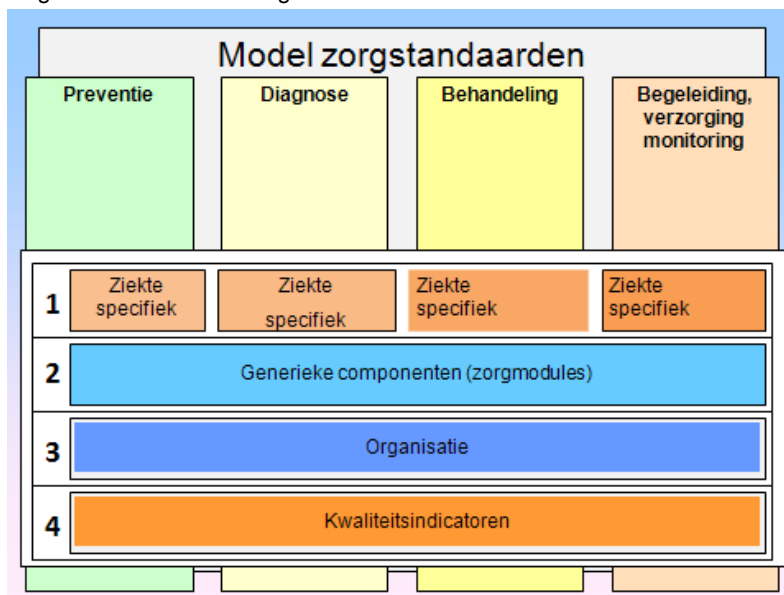 Model zorgstandaarden
Preventie
Diagnose
Behandeling
Begeleiding,
verzorging
monitoring
1
Ziekte
specifiek
Ziekte
specifiek
Ziekte
specifiek
Ziekte
specifiek
2
Generieke componenten (zorgmodules)
3
Organisatie
4
Kwaliteitsindicatoren